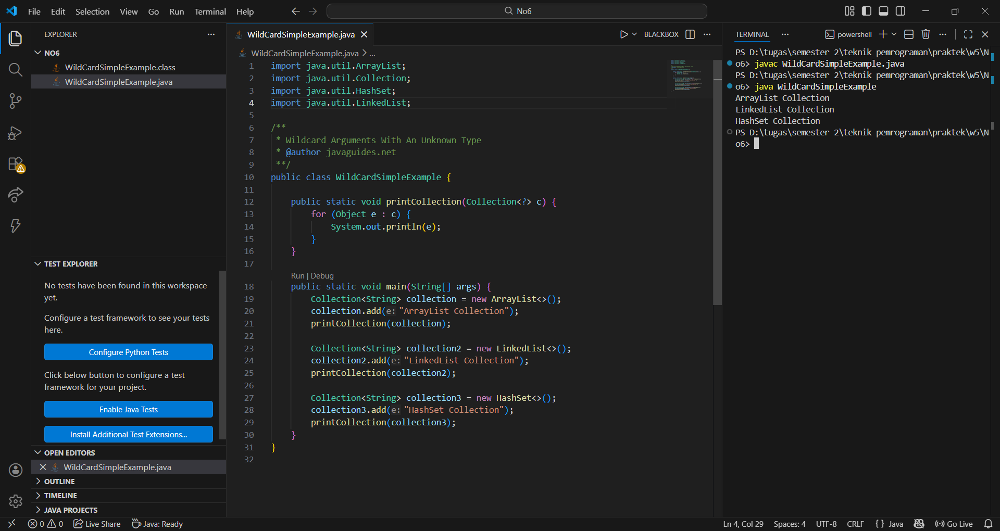 File Edit Selection View Go Run Terminal Help
No6
EXPLORER
NO6
WildCardSimpleExample.class
WildCardSimpleExample.java
TEST EXPLORER
No tests have been found in this workspace
yet.
Configure a test framework to see your tests
here.
Configure Python Tests
Click below button to configure a test
framework for your project.
Enable Java Tests
Install Additional Test Extensions...
OPEN EDITORS
WildCardSimpleExample.java
OUTLINE
TIMELINE
JAVA PROJECTS
WildCardSimpleExample.java
BLACKBOX
WildCardSimpleExample.java > ...
1 import java.util.ArrayList;
2 import java.util.Collection;
3 import java.util.HashSet;
4 import java.util.LinkedList;
5
6 /**
7 * Wildcard Arguments With An Unknown Type
8 * @author javaguides.net
9 **/
10 public class WildCardSimpleExample {
11
12 public static void printCollection(Collection<?> c) {
13 for (Object e : c) {
14 System.out.println(e);
15 }
16 }
17
Run | Debug
18 public static void main(String[] args) {
19 Collection<String> collection = new ArrayList<>();
20 collection.add(e: "ArrayList Collection");
21 printCollection(collection);
22
23 Collection<String> collection2 = new LinkedList<>();
24 collection2.add(e: "LinkedList Collection");
25 printCollection(collection2);
26
27 Collection<String> collection3 = new HashSet<>();
28 collection3.add(e: "HashSet Collection");
29 printCollection(collection3);
30 }
31 }
32
TERMINAL
powershell
PS D:\tugas\semester 2\teknik pemrograman\praktek\w5\N
o6> javac WildCardSimpleExample.java
PS D:\tugas\semester 2\teknik pemrograman\praktek\w5\N
o6> java WildCardSimpleExample
ArrayList Collection
LinkedList Collection
HashSet Collection
PS D:\tugas\semester 2\teknik pemrograman\praktek\w5\N
o6>
0 0 Live Share Java: Ready
Ln 4, Col 29 Spaces: 4 UTF-8 CRLF {} Java Go Live